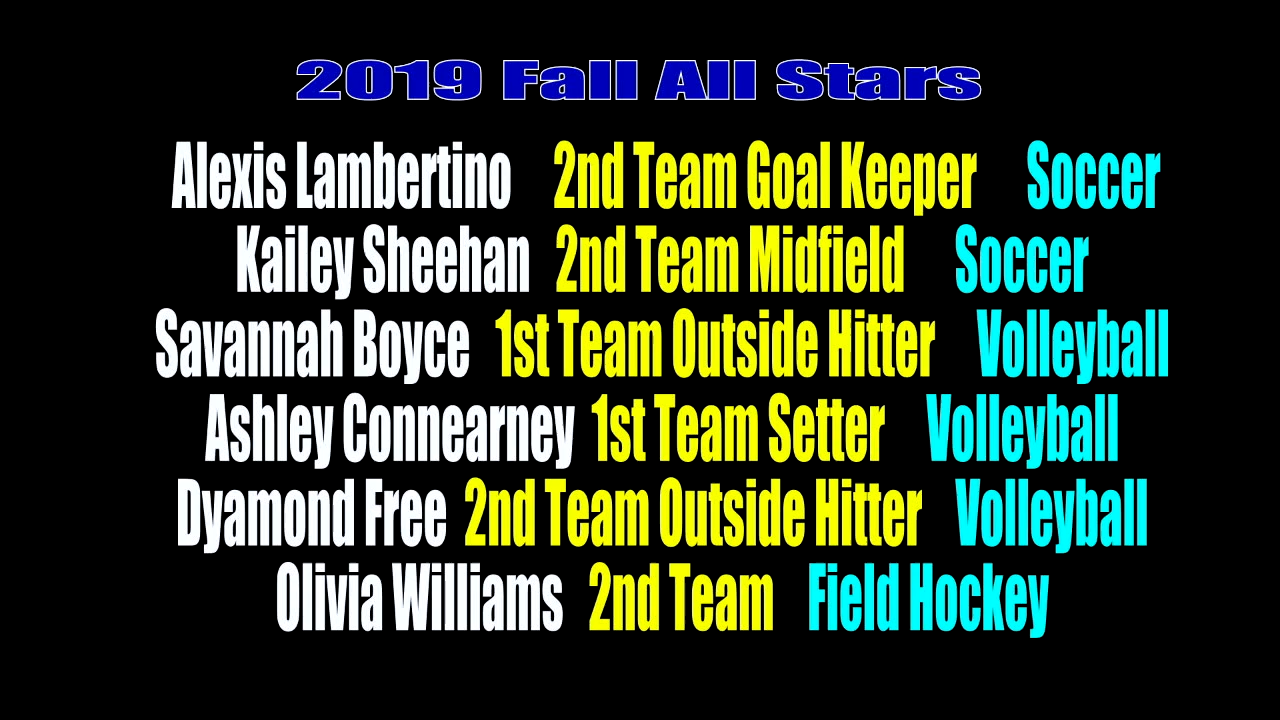 2019 Fall All Stars
Alexis Lambertino 2nd Team Goal Keeper Soccer
Kailey Sheehan 2nd Team Midfield Soccer
Savannah Boyce 1st Team Outside Hitter Volleyball
Ashley Connearney 1st Team Setter Volleyball
Dyamond Free 2nd Team Outside Hitter Volleyball
Olivia Williams 2nd Team Field Hockey